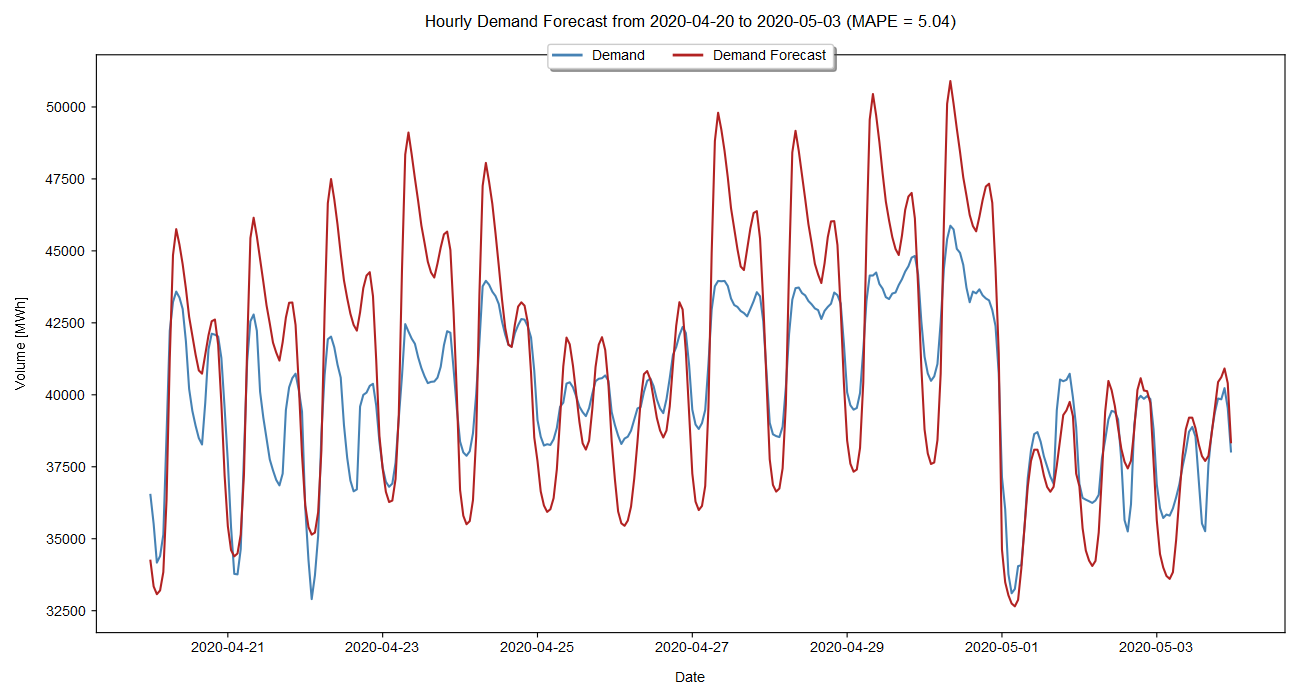 Hourly Demand Forecast from 2020-04-20 to 2020-05-03 (MAPE = 5.04)
Demand Demand Forecast
Volume [MWh]
50000
47500
45000
42500
40000
37500
35000
32500
2020-04-21 2020-04-23 2020-04-25 2020-04-27 2020-04-29 2020-05-01 2020-05-03
Date